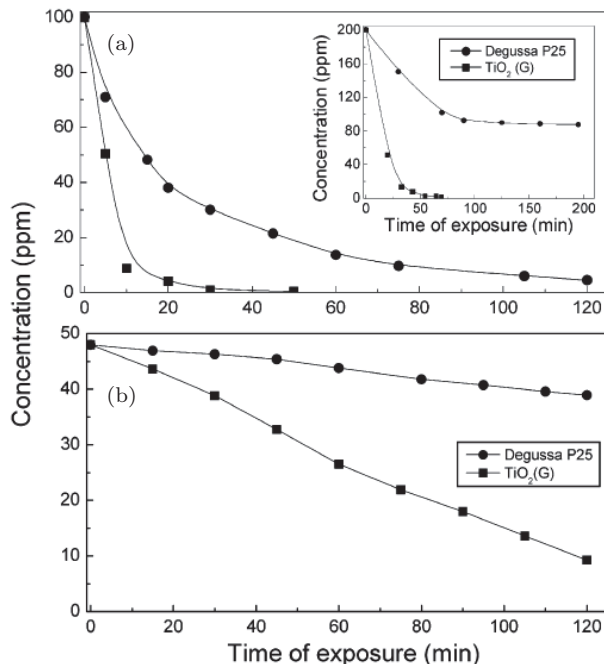 (a)
100
80
60
40
20
0
0 20 40 60 80 100 120
200
160
120
80
40
0
0 50 100 150 200
Concentration (ppm)
Time of exposure (min)
Degussa P25
TiO₂ (G)
Concentration (ppm)
(b)
50
40
30
20
10
0
Degussa P25
TiO₂(G)
0 20 40 60 80 100 120
Time of exposure (min)